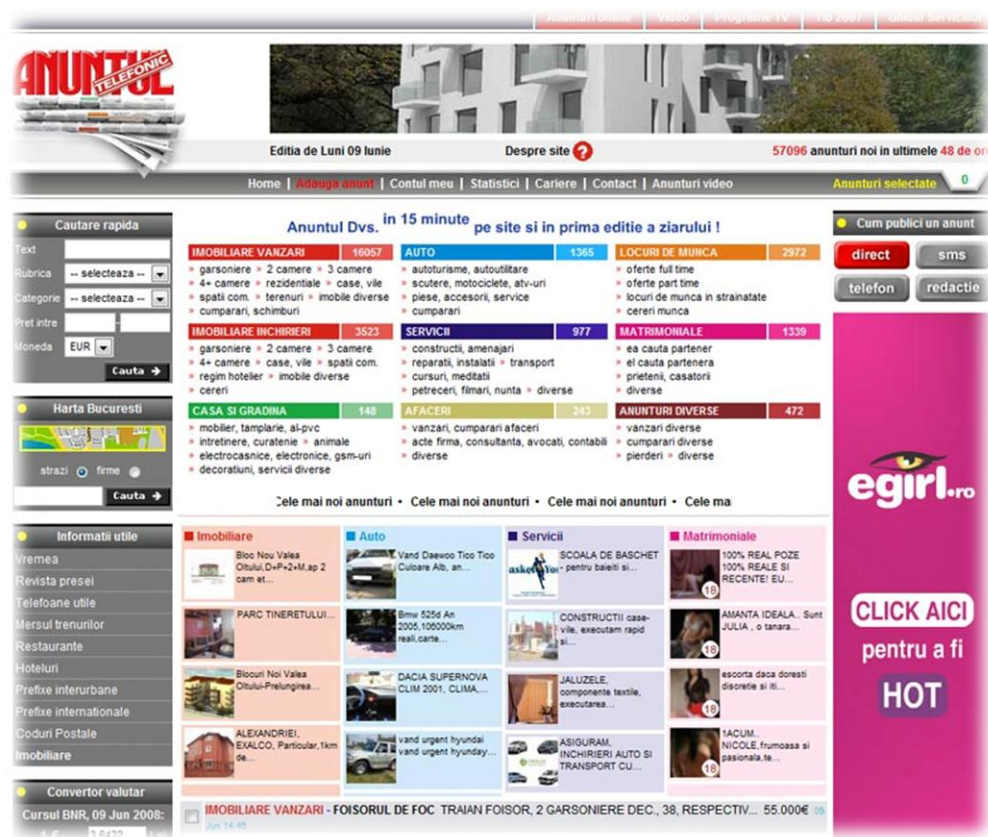 Anunturi online Video Programe TV Tib 2007 Ghidul Serviciilor
ANUNTUL
TELEFONIC
Editia de Luni 09 Iunie
Despre site ?
57096 anunturi noi in ultimele 48 de or
Home | Adauga anunt | Contul meu | Statistici | Cariere | Contact | Anunturi video
Anunturi selectate 0
Cautare rapida
Text
Rubrica -- selecteaza --
Categorie -- selecteaza --
Pret intre -
Moneda EUR
Cauta
Harta Bucuresti
strazi firme
Cauta
Informatii utile
Vremea
Revista presei
Telefoane utile
Mersul trenurilor
Restaurante
Hoteluri
Prefixe interurbane
Prefixe internationale
Coduri Postale
Imobiliare
Convertor valutar
Cursul BNR, 09 Jun 2008:
1 € 3.6422 Lei
Anuntul Dvs. in 15 minute pe site si in prima editie a ziarului !
IMOBILIARE VANZARI 16057
» garsoniere » 2 camere » 3 camere
» 4+ camere » rezidentiale » case, vile
» spatii com. » terenuri » imobile diverse
» cumparari, schimburi
AUTO 1365
» autoturisme, autoutilitare
» scutere, motociclete, atv-uri
» piese, accesorii, service
» cumparari
LOCURI DE MUNCA 2972
» oferte full time
» oferte part time
» locuri de munca in strainatate
» cereri munca
IMOBILIARE INCHIRIERI 3523
» garsoniere » 2 camere » 3 camere
» 4+ camere » case, vile » spatii com.
» regim hotelier » imobile diverse
» cereri
SERVICII 977
» constructii, amenajari
» reparatii, instalatii » transport
» cursuri, meditatii
» petreceri, filmari, nunta » diverse
MATRIMONIALE 1339
» ea cauta partener
» el cauta partenera
» prietenii, casatorii
» diverse
CASA SI GRADINA 148
» mobilier, tamplarie, al-pvc
» intretinere, curatenie » animale
» electrocasnice, electronice, gsm-uri
» decoratiuni, servicii diverse
AFACERI 243
» vanzari, cumparari afaceri
» acte firma, consultanta, avocati, contabili
» diverse
ANUNTURI DIVERSE 472
» vanzari diverse
» cumparari diverse
» pierderi » diverse
Cele mai noi anunturi • Cele mai noi anunturi • Cele mai noi anunturi • Cele ma
Imobiliare
Bloc Nou Valea
Oltului,D+P+2+M,ap 2
cam et...
PARC TINERETULUI...
Blocuri Noi Valea
Oltului-Prelungirea...
ALEXANDRIEI,
EXALCO, Particular,1km
de...
Auto
Vand Daewoo Tico Tico
Culoare Alb, an...
Bmw 525d An
2005,106000km
reali,carte...
DACIA SUPERNOVA
CLIM 2001, CLIMA,...
vand urgent hyundai
vand urgent hyunday...
Servicii
SCOALA DE BASCHET
- pentru baieiti si...
CONSTRUCTII case-
vile, executam rapid
si...
JALUZELE,
componente textile,
executarea...
ASIGURAM,
INCHIRIERI AUTO SI
TRANSPORT CU...
Matrimoniale
100% REAL POZE
100% REALE SI
RECENTE! EU...
18
AMANTA IDEALA.. Sunt
JULIA , o tanara...
18
escorta daca doresti
discretie si iti...
18
1ACUM..
NICOLE,frumoasa si
pasionala,te...
18
IMOBILIARE VANZARI - FOISORUL DE FOC TRAIAN FOISOR, 2 GARSONIERE DEC., 38, RESPECTIV... 55.000€ 09
Jun 14:46
Cum publici un anunt
direct sms
telefon redactie
egirl.ro
CLICK AICI
pentru a fi
HOT